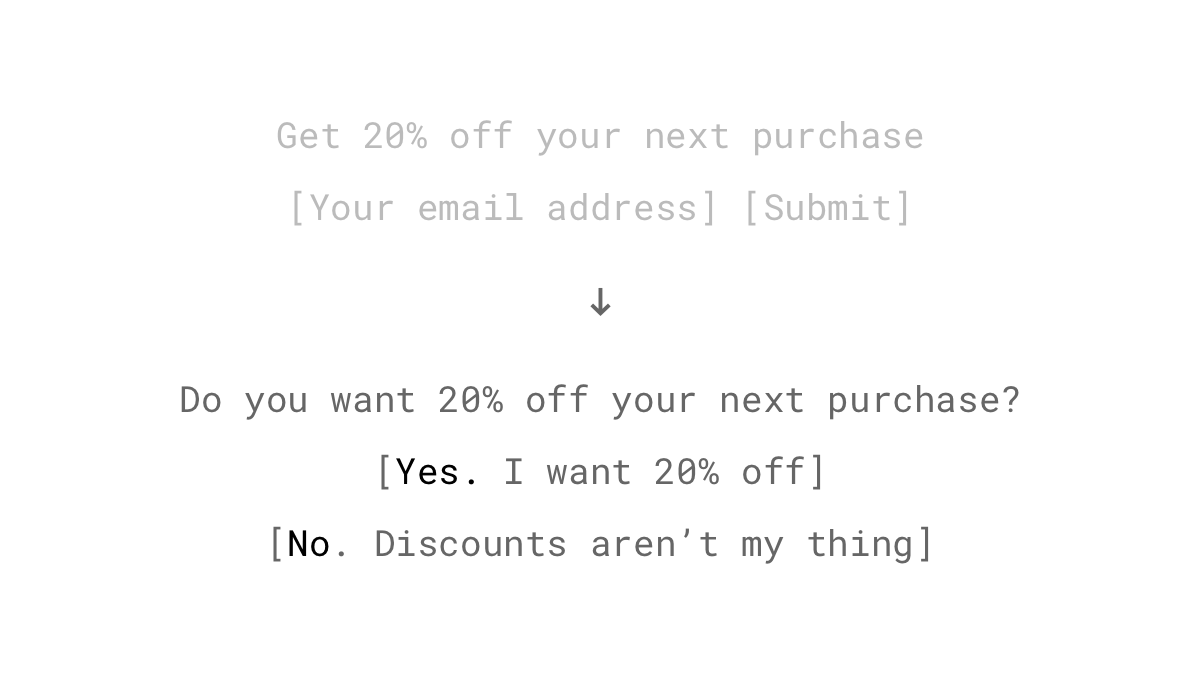 Get 20% off your next purchase
[Your email address] [Submit]
↓
Do you want 20% off your next purchase?
[Yes. I want 20% off]
[No. Discounts aren’t my thing]